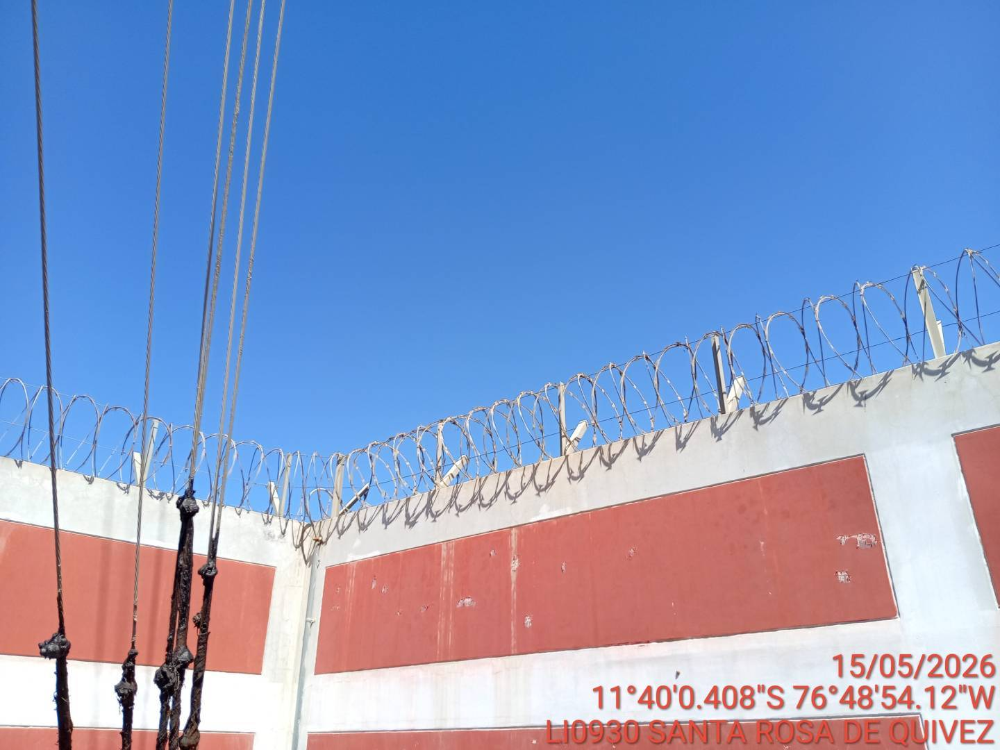 15/05/2026
11°40'0.408"S 76°48'54.12"W
LI0930 SANTA ROSA DE QUIVEZ